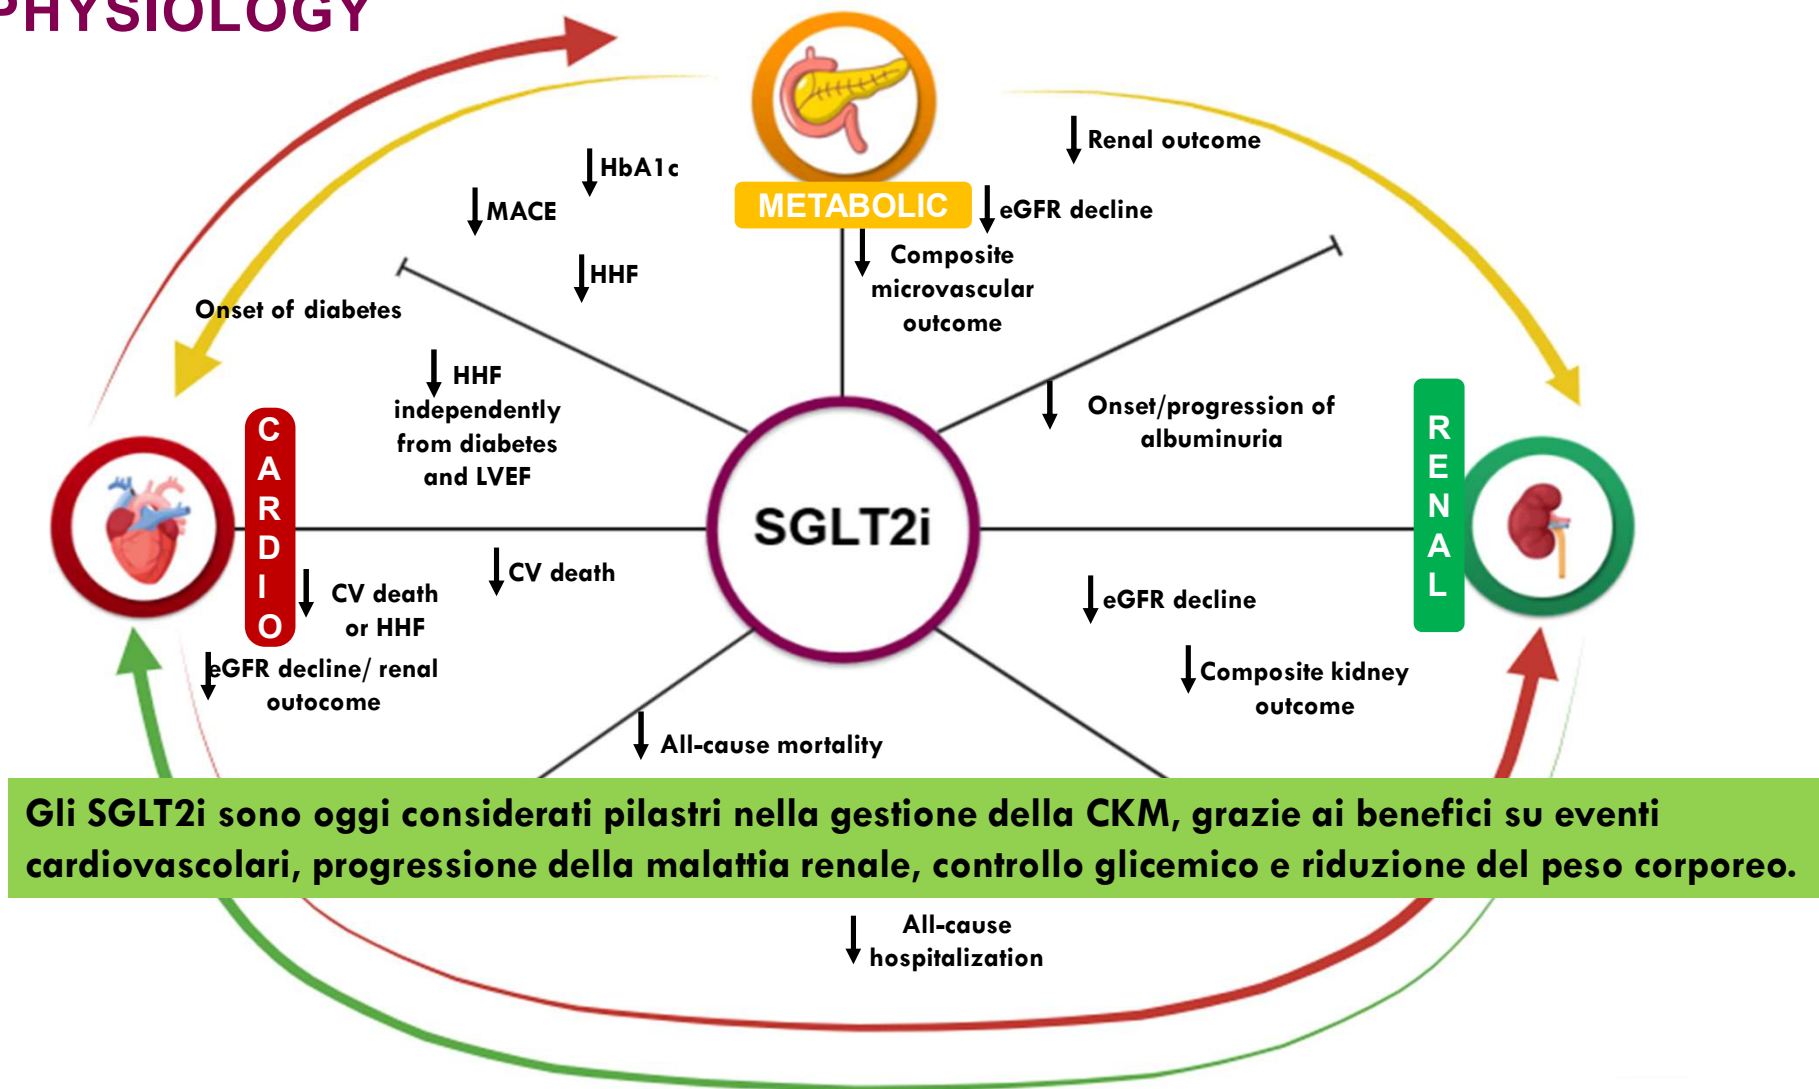 PHYSIOLOGY
Renal outcome
HbA1c
METABOLIC
MACE
eGFR decline
Composite
microvascular
outcome
HHF
Onset of diabetes
HHF
independently
from diabetes
and LVEF
Onset/progression of
albuminuria
CARDIO
RENAL
SGLT2i
CV death
CV death
or HHF
eGFR decline
eGFR decline/ renal
outocome
Composite kidney
outcome
All-cause mortality
Gli SGLT2i sono oggi considerati pilastri nella gestione della CKM, grazie ai benefici su eventi
cardiovascolari, progressione della malattia renale, controllo glicemico e riduzione del peso corporeo.
All-cause
hospitalization